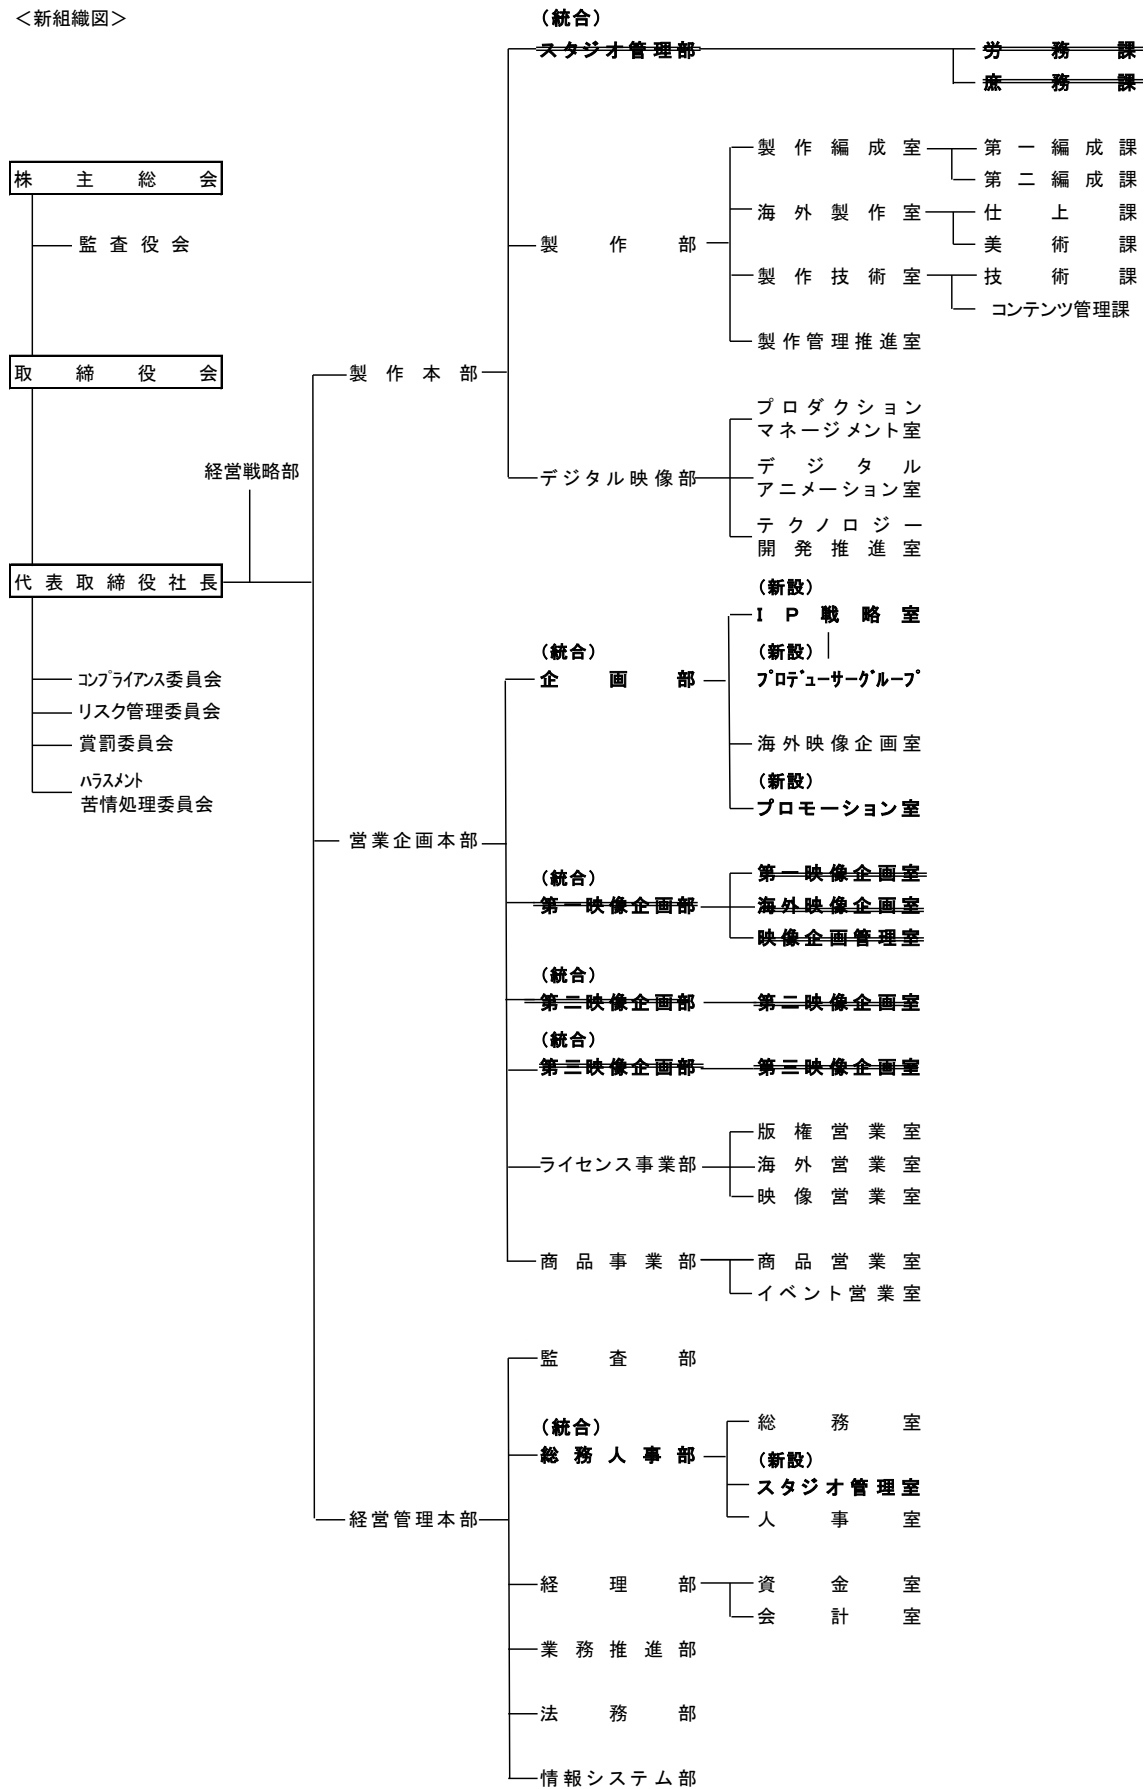 ＜新組織図＞
（統合）
スタジオ管理部
労務課
庶務課
株主総会
監査役会
取締役会
経営戦略部
代表取締役社長
コンプライアンス委員会
リスク管理委員会
賞罰委員会
ハラスメント
苦情処理委員会
製作本部
製作部
製作編成室
第一編成課
第二編成課
海外製作室
仕上課
美術課
製作技術室
技術課
コンテンツ管理課
製作管理推進室
デジタル映像部
プロダクション
マネージメント室
デジタル
アニメーション室
テクノロジー
開発推進室
営業企画本部
（統合）
企画部
（新設）
ＩＰ戦略室
（新設）
ﾌﾟﾛﾃﾞｭｰｻｰｸﾞﾙｰﾌﾟ
海外映像企画室
（新設）
プロモーション室
（統合）
第一映像企画部
第一映像企画室
海外映像企画室
映像企画管理室
（統合）
第二映像企画部
第二映像企画室
（統合）
第三映像企画部
第三映像企画室
ライセンス事業部
版権営業室
海外営業室
映像営業室
商品事業部
商品営業室
イベント営業室
経営管理本部
監査部
（統合）
総務人事部
総務室
（新設）
スタジオ管理室
人事室
経理部
資金室
会計室
業務推進部
法務部
情報システム部